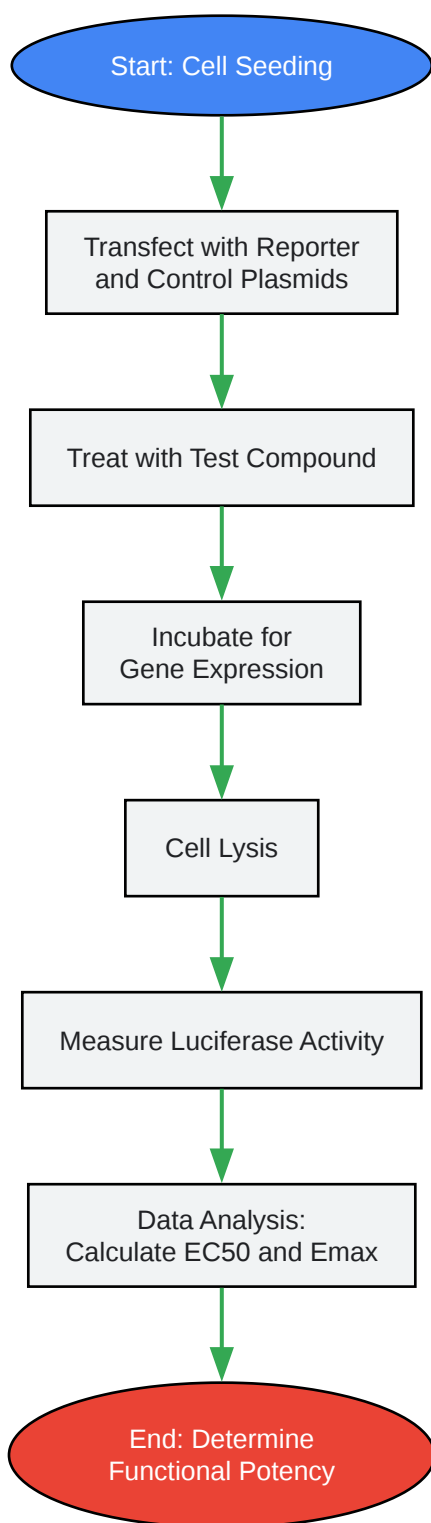 Start: Cell Seeding
Transfect with Reporter
and Control Plasmids
Treat with Test Compound
Incubate for
Gene Expression
Cell Lysis
Measure Luciferase Activity
Data Analysis:
Calculate EC50 and Emax
End: Determine
Functional Potency